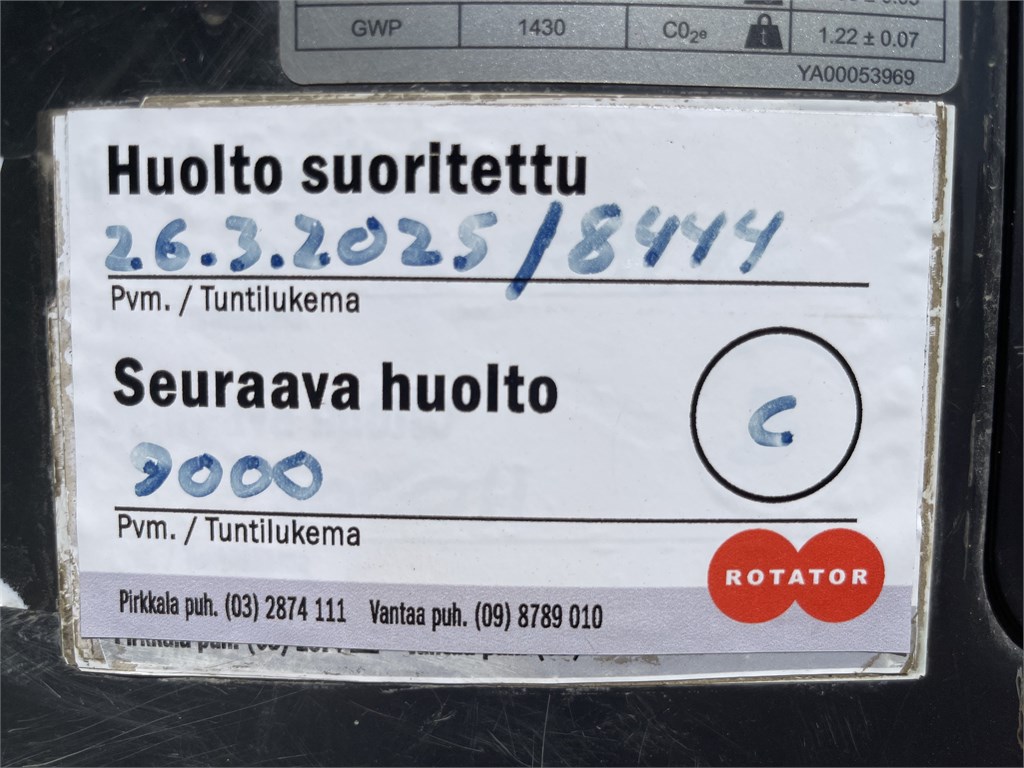 GWP 1430 CO2e t 1.22 ± 0.07
YA00053969
Huolto suoritettu
26.3.2025/8444
Pvm. / Tuntilukema
Seuraava huolto
C
9000
Pvm. / Tuntilukema
ROTATOR
Pirkkala puh. (03) 2874 111 Vantaa puh. (09) 8789 010